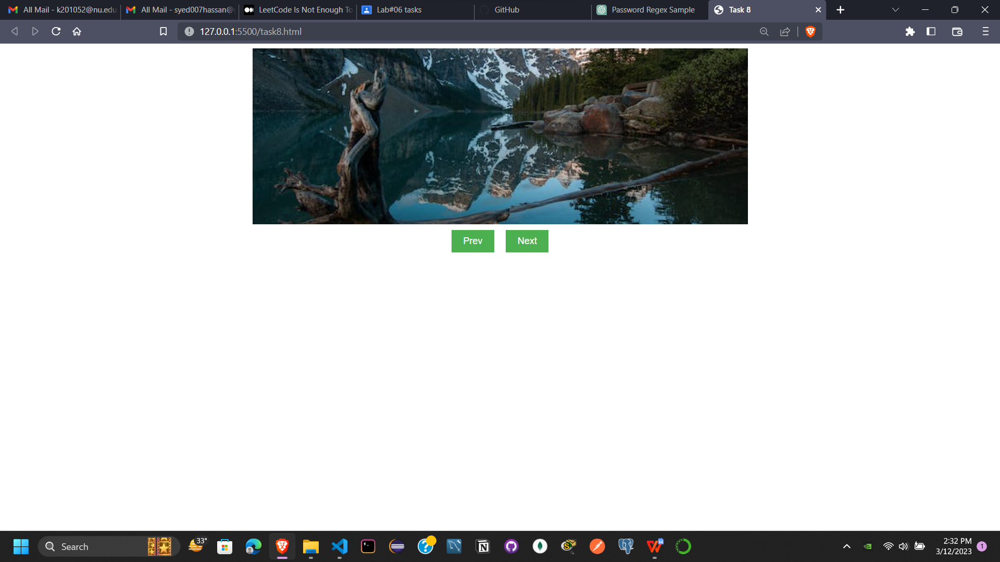 All Mail - k201052@nu.edu
All Mail - syed007hassan@
LeetCode Is Not Enough To
Lab#06 tasks
GitHub
Password Regex Sample
Task 8
127.0.0.1:5500/task8.html
Prev
Next
Search
33°
2:32 PM
3/12/2023
1